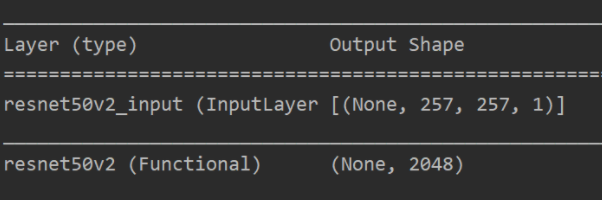 Layer (type) Output Shape
=================================================================
resnet50v2_input (InputLayer [(None, 257, 257, 1)]
resnet50v2 (Functional) (None, 2048)